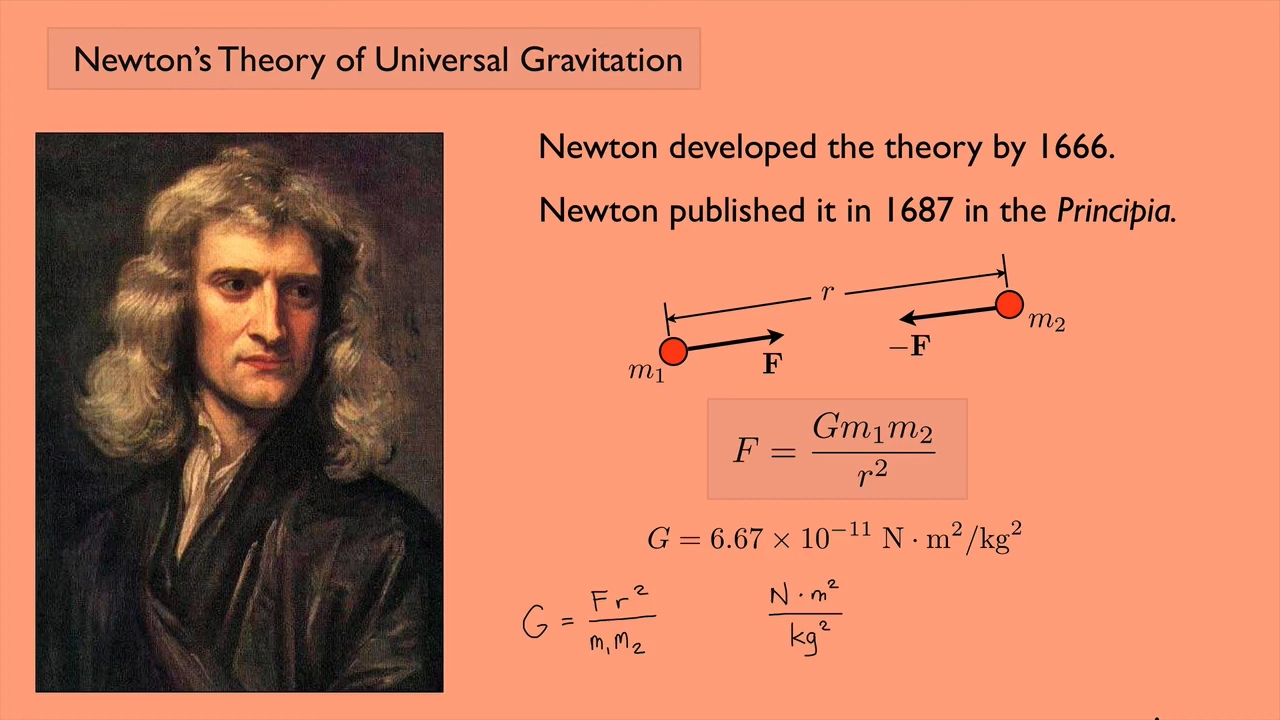 Newton's Theory of Universal Gravitation
Newton developed the theory by 1666.
Newton published it in 1687 in the Principia.
r
m₁ F −F m₂
F = Gm₁m₂ / r²
G = 6.67 × 10⁻¹¹ N · m²/kg²
G = Fr² / m₁m₂ N · m² / kg²